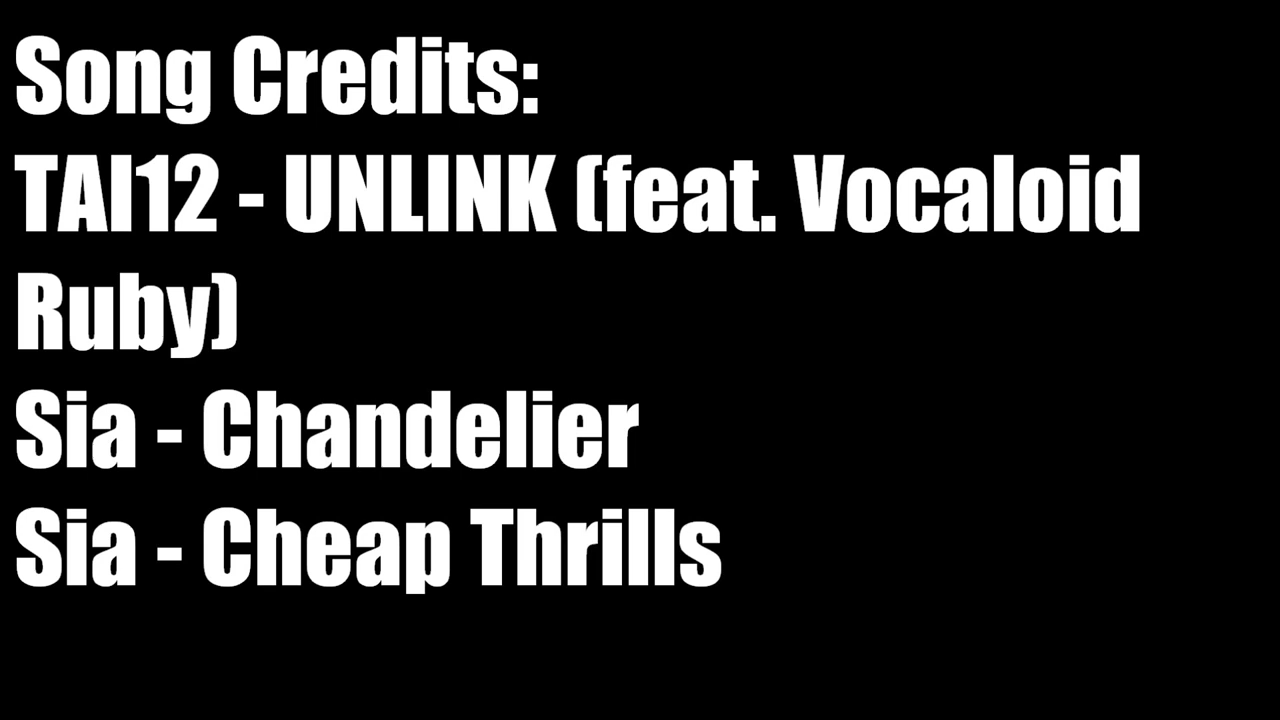 Song Credits:
TAI12 - UNLINK (feat. Vocaloid
Ruby)
Sia - Chandelier
Sia - Cheap Thrills